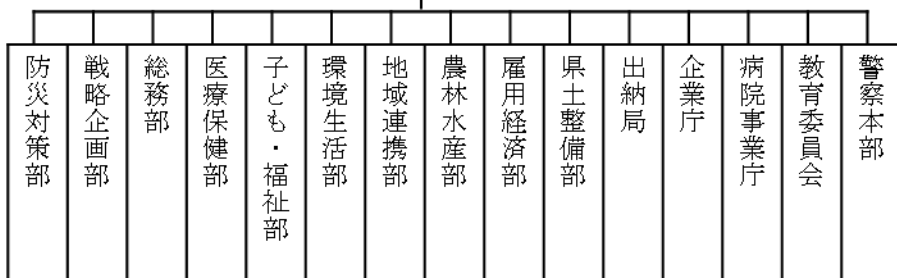 防災対策部
戦略企画部
総務部
医療保健部
子ども・福祉部
環境生活部
地域連携部
農林水産部
雇用経済部
県土整備部
出納局
企業庁
病院事業庁
教育委員会
警察本部